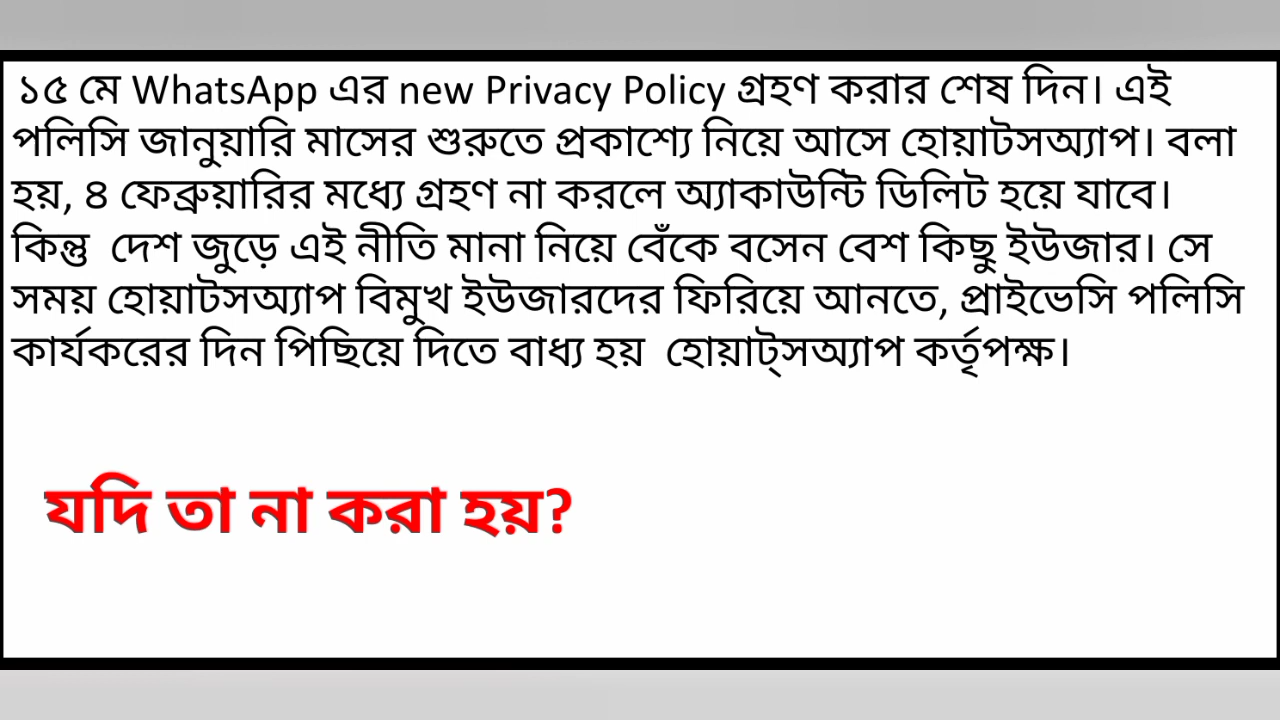 ১৫ মে WhatsApp এর new Privacy Policy গ্রহণ করার শেষ দিন। এই
পলিসি জানুয়ারি মাসের শুরুতে প্রকাশ্যে নিয়ে আসে হোয়াটসঅ্যাপ। বলা
হয়, ৪ ফেব্রুয়ারির মধ্যে গ্রহণ না করলে অ্যাকাউন্টি ডিলিট হয়ে যাবে।
কিন্তু দেশ জুড়ে এই নীতি মানা নিয়ে বেঁকে বসেন বেশ কিছু ইউজার। সে
সময় হোয়াটসঅ্যাপ বিমুখ ইউজারদের ফিরিয়ে আনতে, প্রাইভেসি পলিসি
কার্যকরের দিন পিছিয়ে দিতে বাধ্য হয় হোয়াট্সঅ্যাপ কর্তৃপক্ষ।
যদি তা না করা হয়?